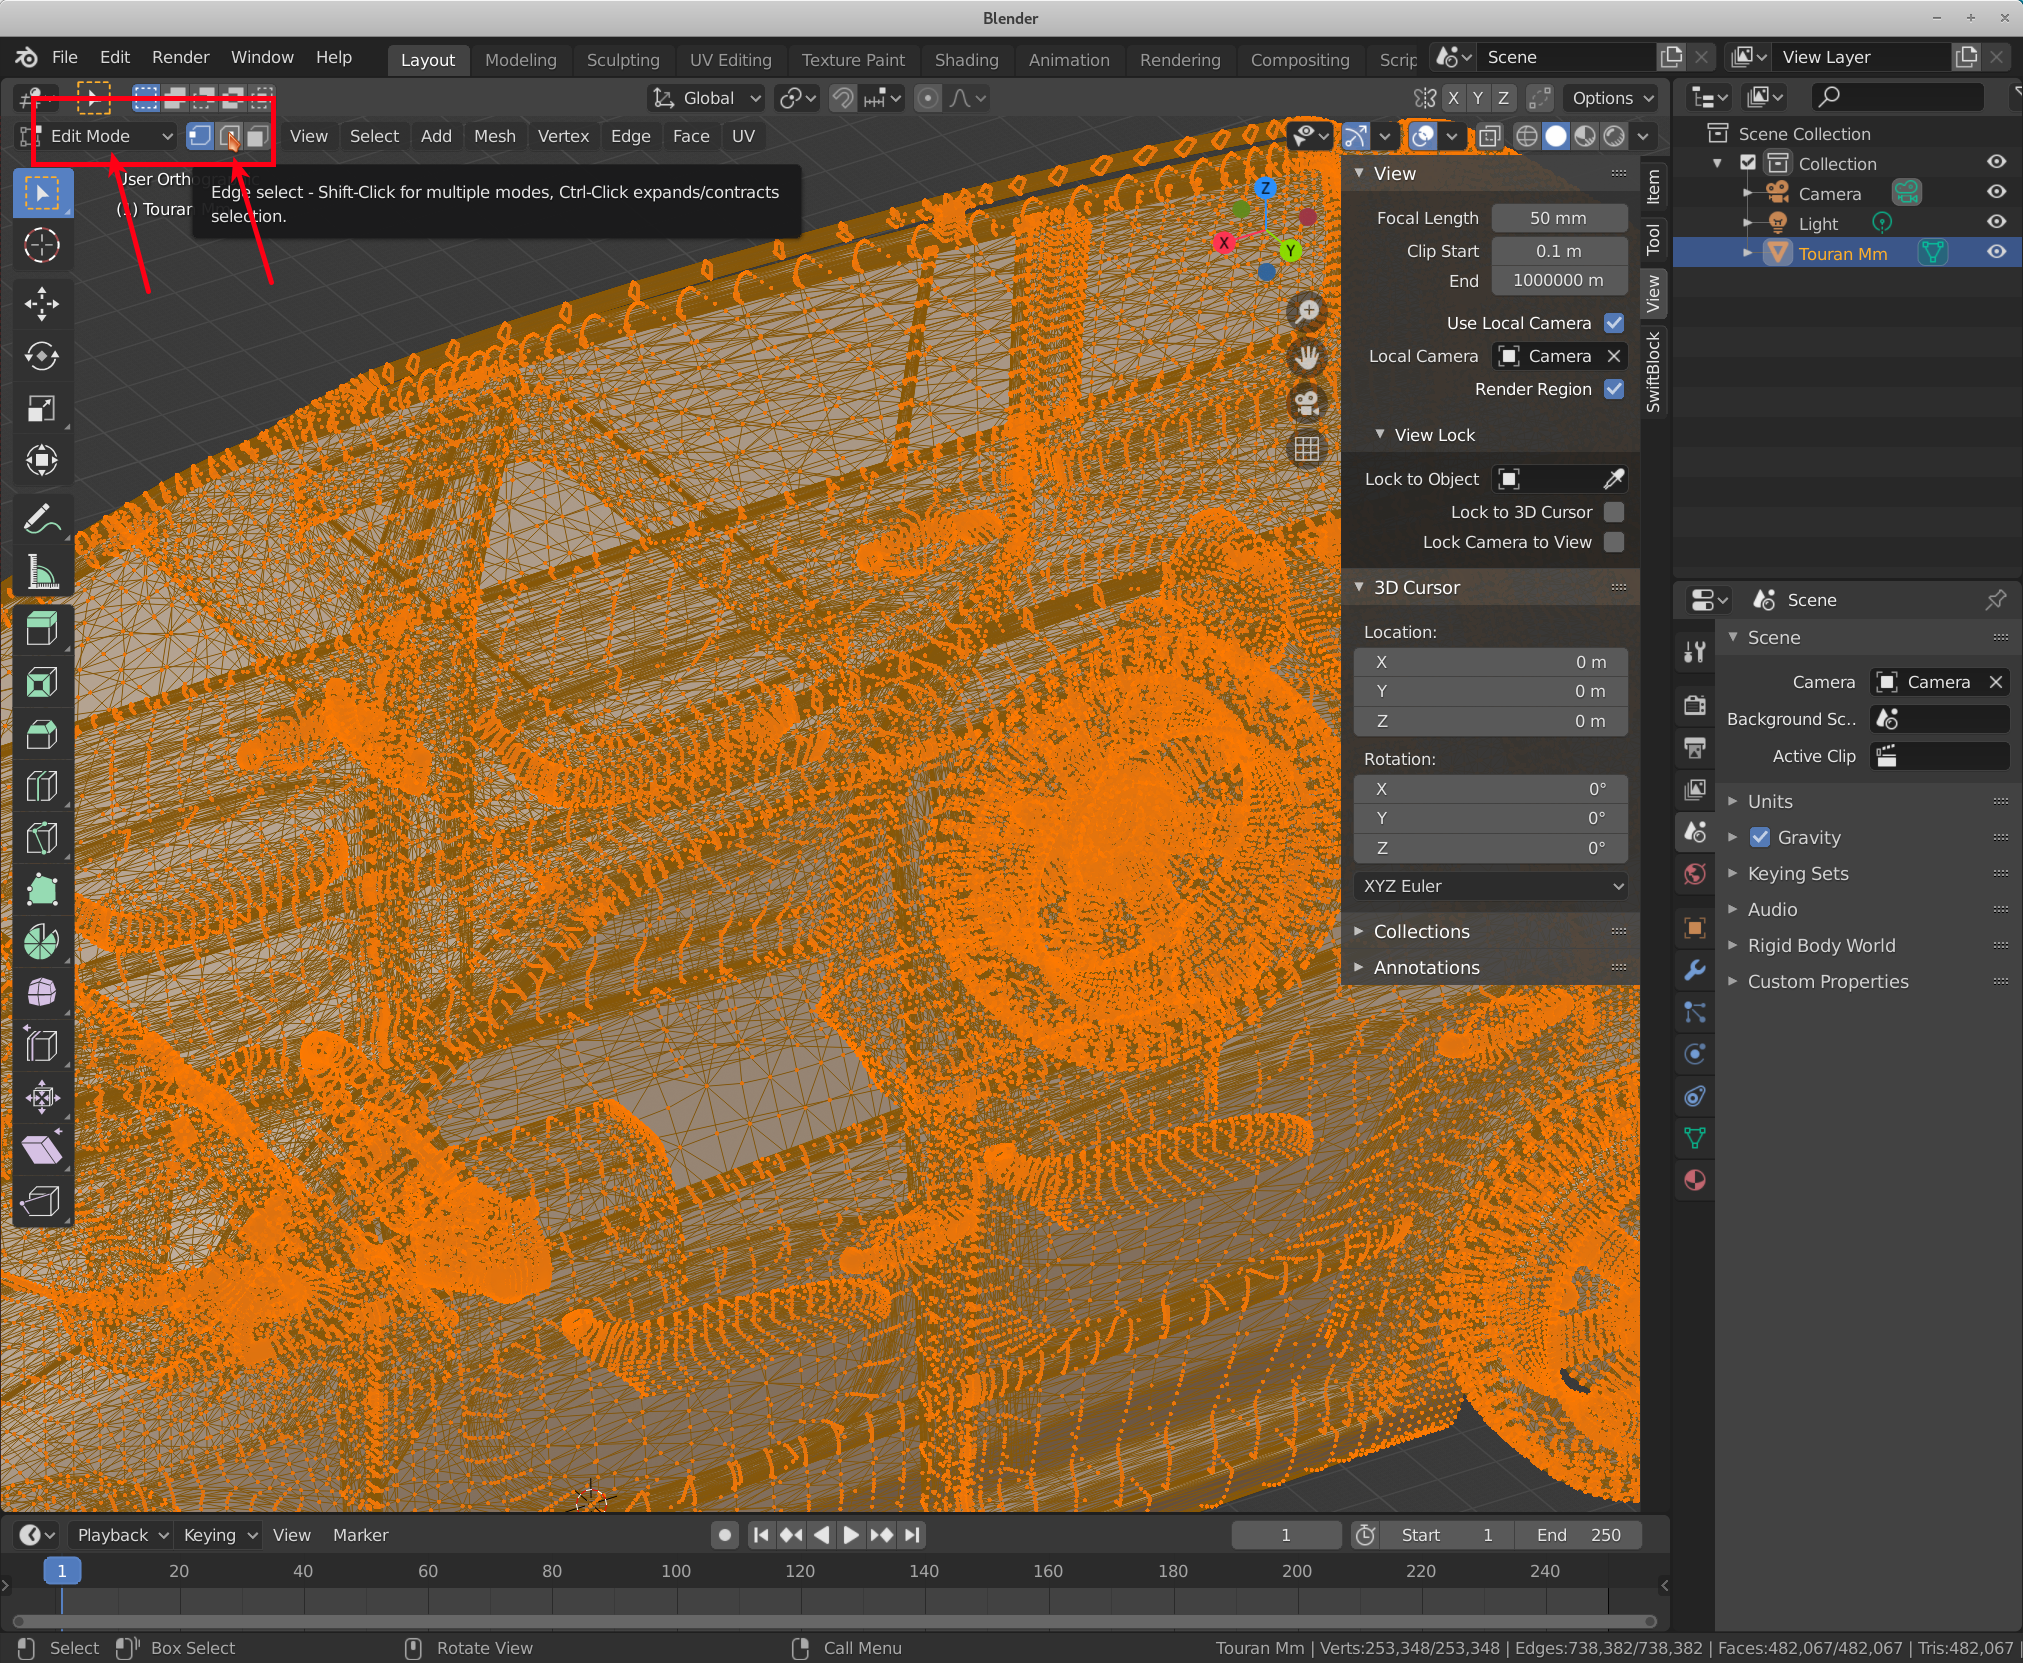 Blender
File Edit Render Window Help Layout Modeling Sculpting UV Editing Texture Paint Shading Animation Rendering Compositing Scrip Scene View Layer
Global X Y Z Options
Edit Mode View Select Add Mesh Vertex Edge Face UV
User Orthographic
(1) Touran
Edge select - Shift-Click for multiple modes, Ctrl-Click expands/contracts
selection.
Z
X
Y
View
Focal Length 50 mm
Clip Start 0.1 m
End 1000000 m
Use Local Camera
Local Camera Camera
Render Region
View Lock
Lock to Object
Lock to 3D Cursor
Lock Camera to View
3D Cursor
Location:
X 0 m
Y 0 m
Z 0 m
Rotation:
X 0°
Y 0°
Z 0°
XYZ Euler
Collections
Annotations
Item
Tool
View
SwiftBlock
Scene Collection
Collection
Camera
Light
Touran Mm
Scene
Scene
Camera Camera
Background Sc..
Active Clip
Units
Gravity
Keying Sets
Audio
Rigid Body World
Custom Properties
Playback Keying View Marker 1 Start 1 End 250
1 20 40 60 80 100 120 140 160 180 200 220 240
Select Box Select Rotate View Call Menu Touran Mm | Verts:253,348/253,348 | Edges:738,382/738,382 | Faces:482,067/482,067 | Tris:482,067